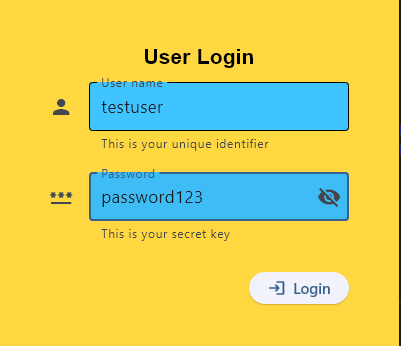 User Login
User name
testuser
This is your unique identifier
Password
password123
This is your secret key
Login